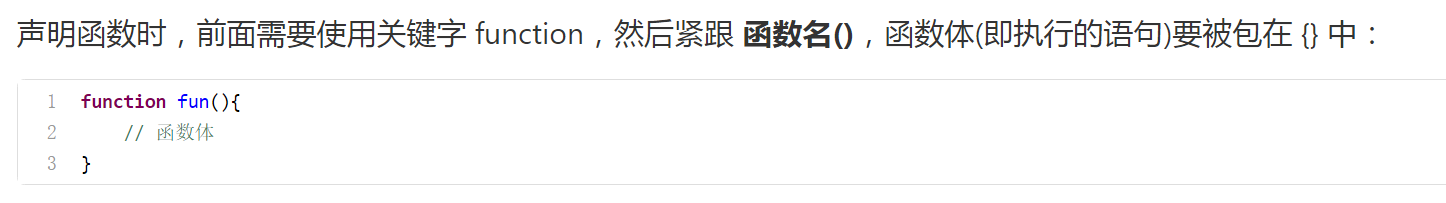 声明函数时，前面需要使用关键字 function，然后紧跟 函数名()，函数体(即执行的语句)要被包在 {} 中：
1 function fun(){
2 // 函数体
3 }